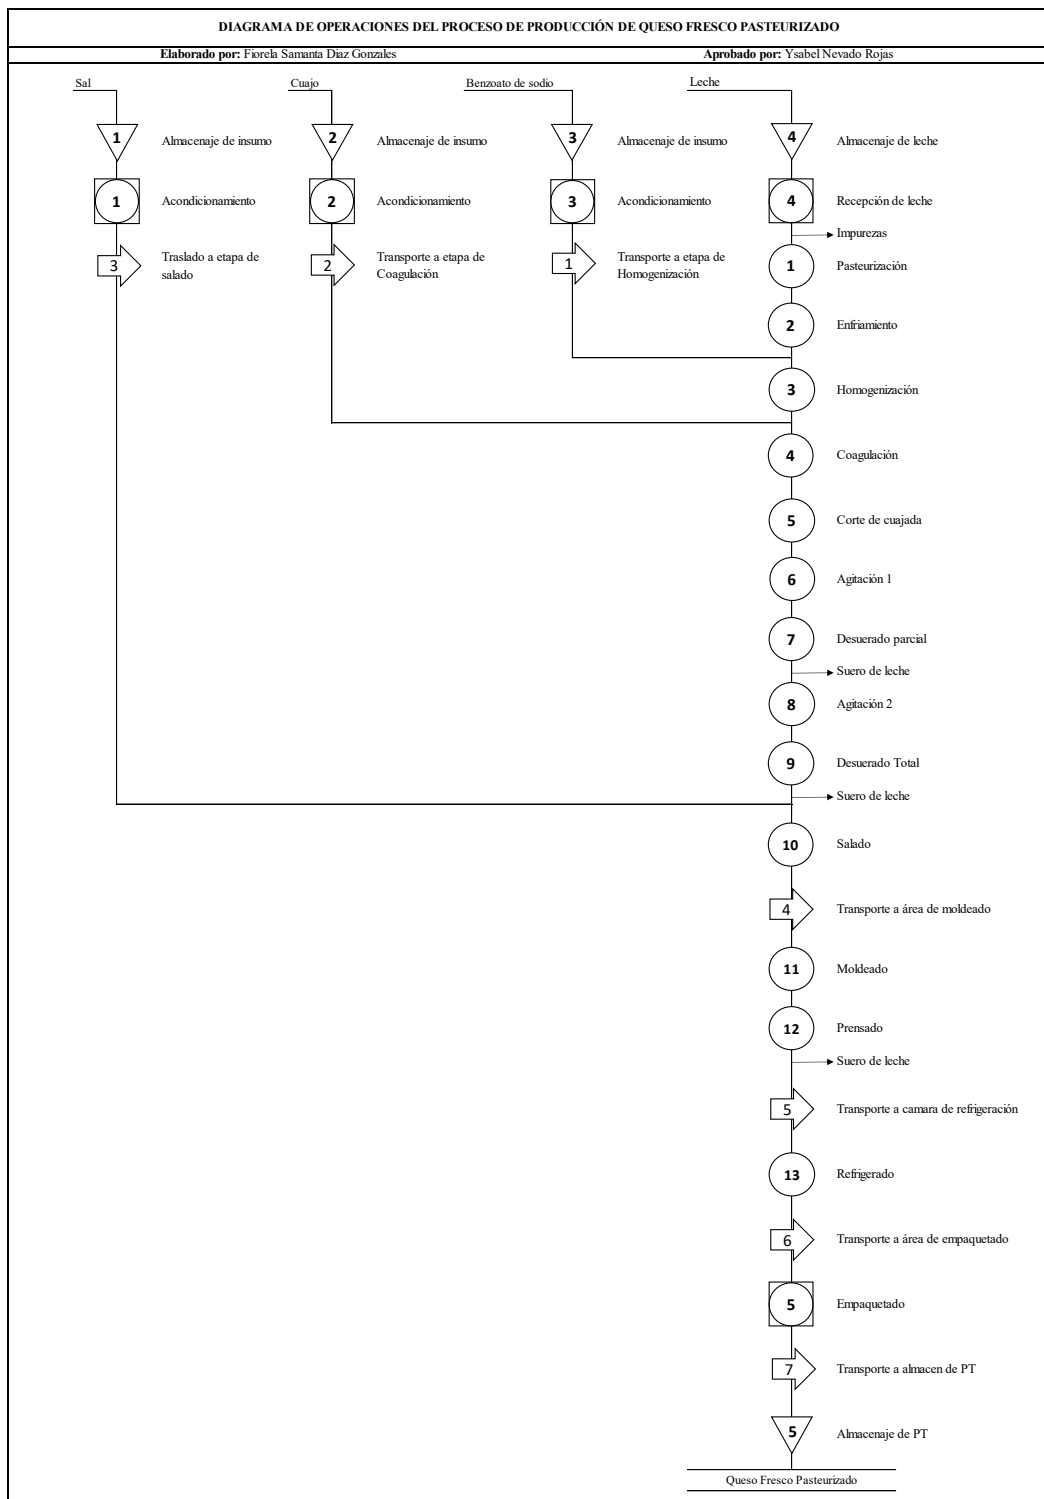 DIAGRAMA DE OPERACIONES DEL PROCESO DE PRODUCCIÓN DE QUESO FRESCO PASTEURIZADO
Elaborado por: Fiorela Samanta Diaz Gonzales
Aprobado por: Ysabel Nevado Rojas
Sal
Cuajo
Benzoato de sodio
Leche
1
Almacenaje de insumo
2
Almacenaje de insumo
3
Almacenaje de insumo
4
Almacenaje de leche
1
Acondicionamiento
2
Acondicionamiento
3
Acondicionamiento
4
Recepción de leche
Impurezas
3
Traslado a etapa de
salado
2
Transporte a etapa de
Coagulación
1
Transporte a etapa de
Homogenización
1
Pasteurización
2
Enfriamiento
3
Homogenización
4
Coagulación
5
Corte de cuajada
6
Agitación 1
7
Desuerado parcial
Suero de leche
8
Agitación 2
9
Desuerado Total
Suero de leche
10
Salado
4
Transporte a área de moldeado
11
Moldeado
12
Prensado
Suero de leche
5
Transporte a camara de refrigeración
13
Refrigerado
6
Transporte a área de empaquetado
5
Empaquetado
7
Transporte a almacen de PT
5
Almacenaje de PT
Queso Fresco Pasteurizado